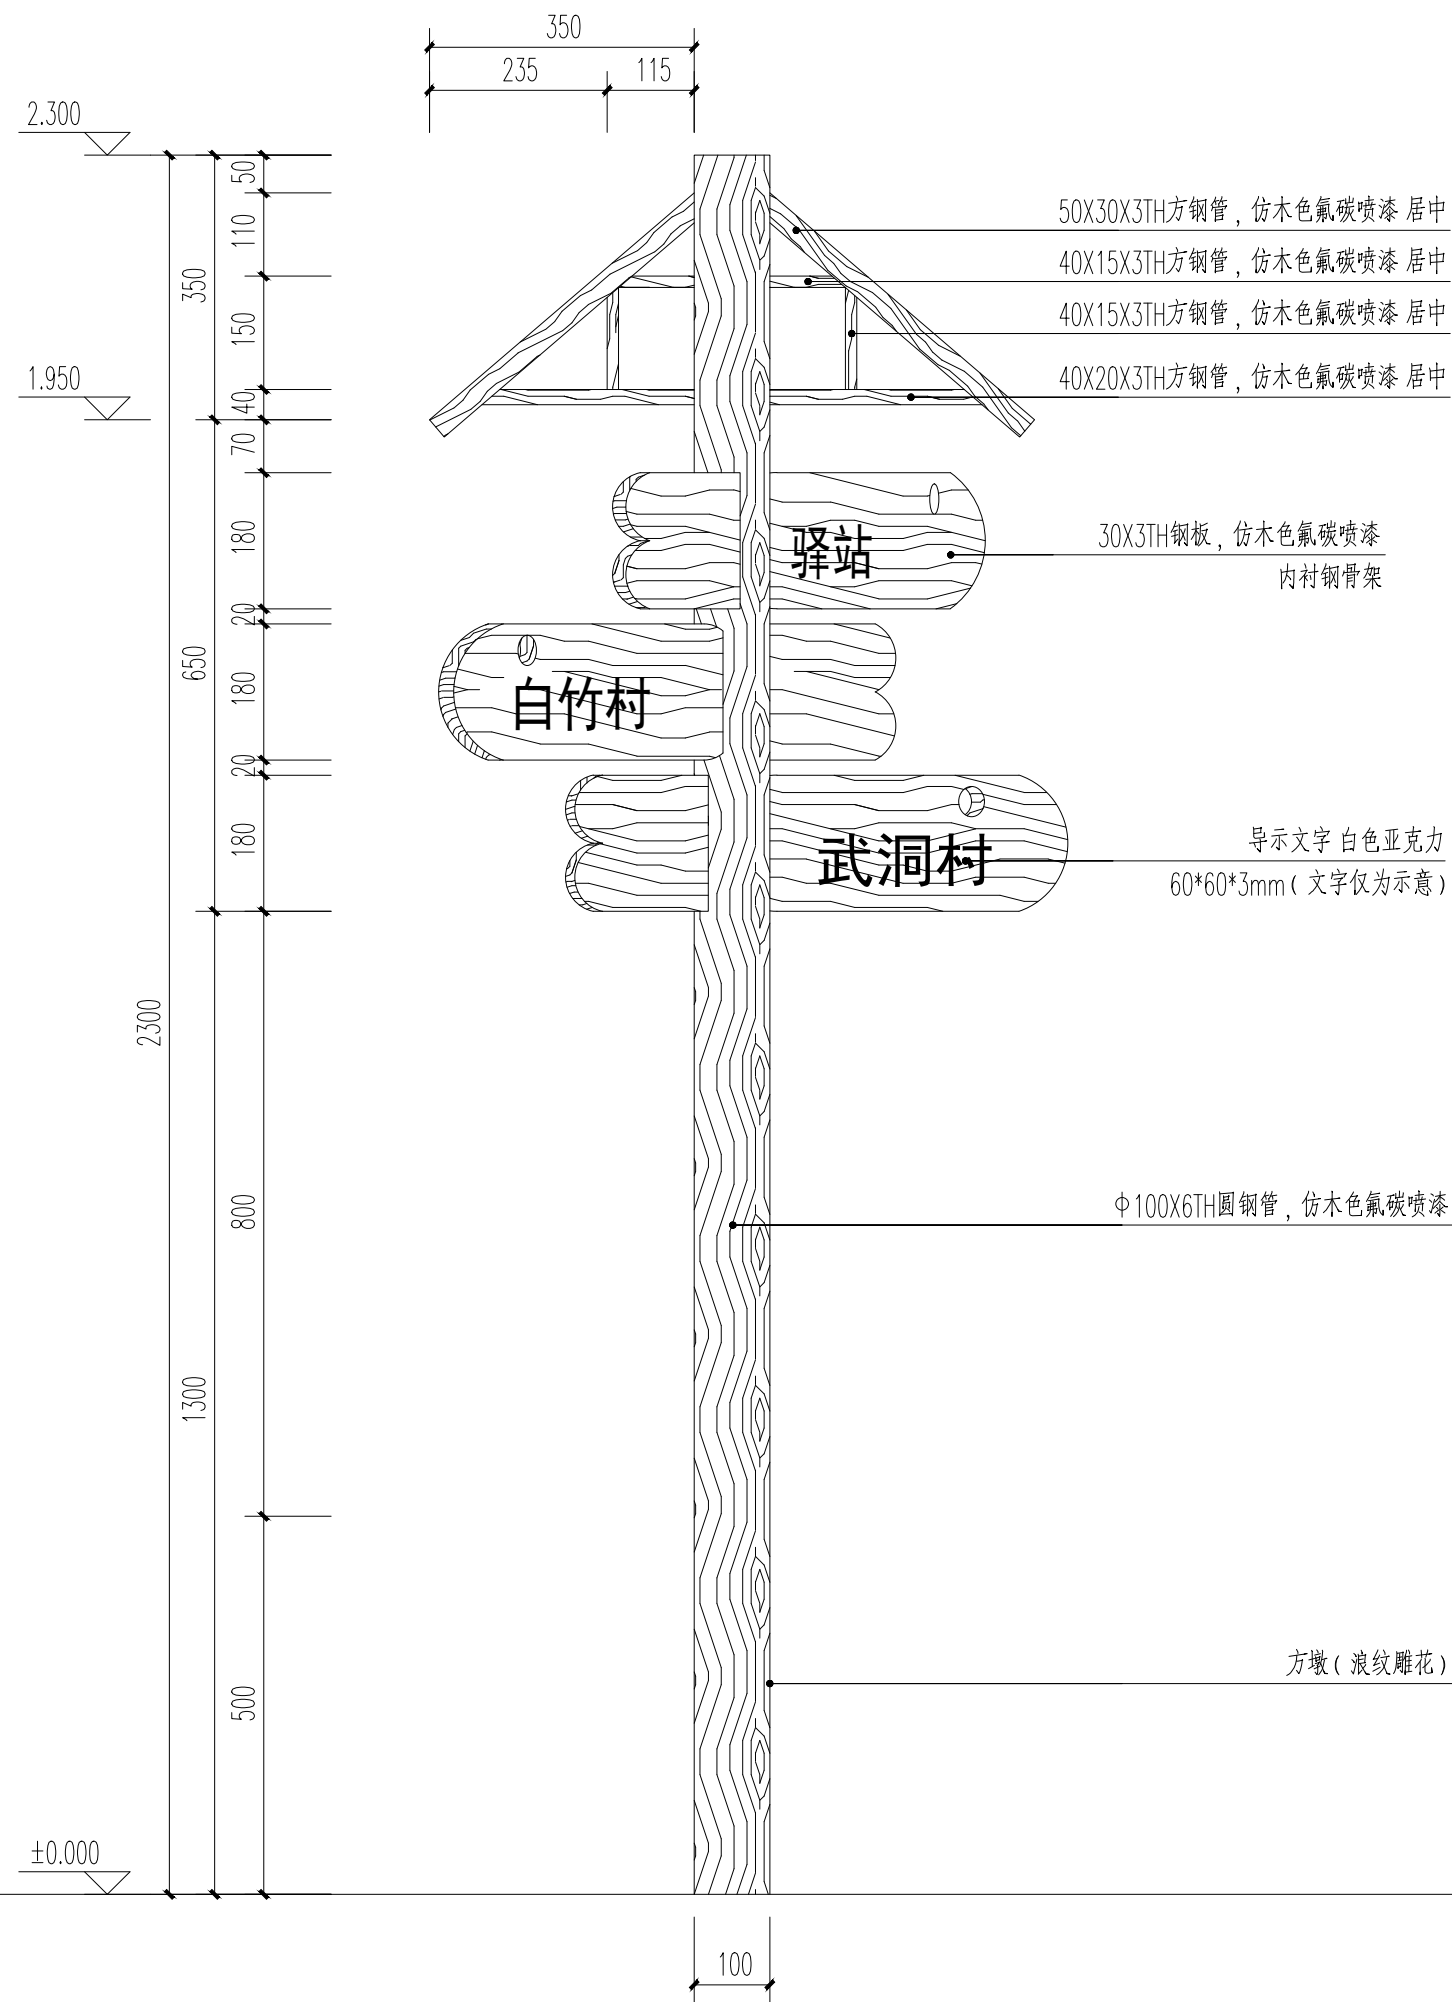 350
235
115
2.300
50
110
350
150
1.950
40
70
180
20
650
180
20
180
2300
800
1300
500
±0.000
100
50X30X3TH方钢管，仿木色氟碳喷漆 居中
40X15X3TH方钢管，仿木色氟碳喷漆 居中
40X15X3TH方钢管，仿木色氟碳喷漆 居中
40X20X3TH方钢管，仿木色氟碳喷漆 居中
驿站
30X3TH钢板，仿木色氟碳喷漆
内衬钢骨架
白竹村
武洞村
导示文字 白色亚克力
60*60*3mm（文字仅为示意）
Φ100X6TH圆钢管，仿木色氟碳喷漆
方墩（浪纹雕花）